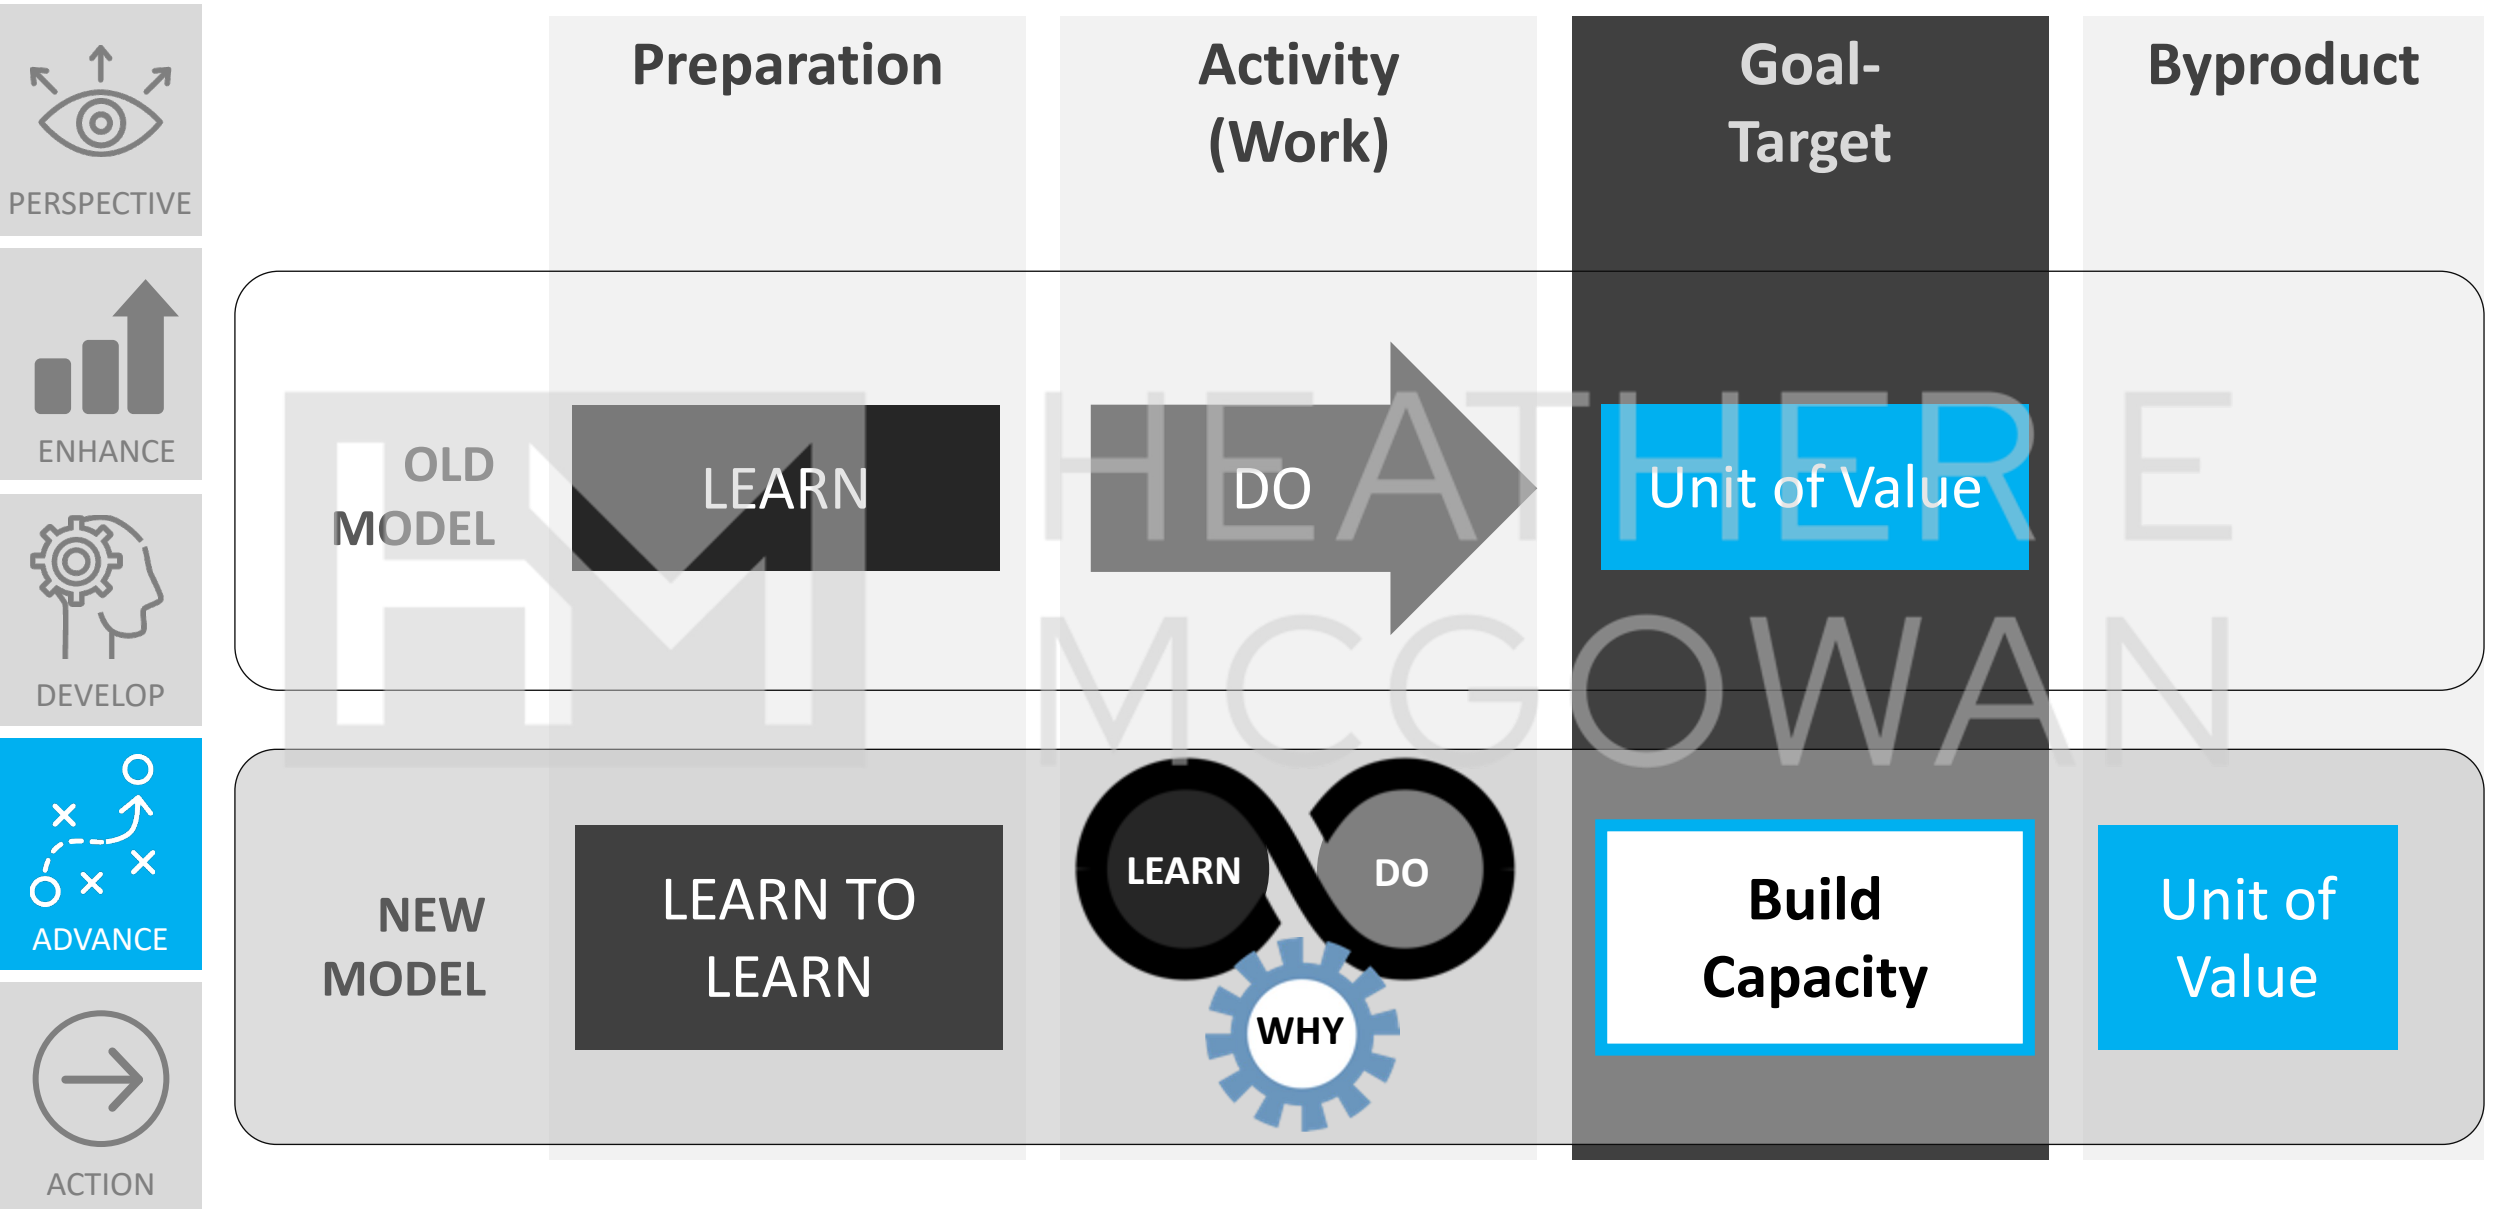 PERSPECTIVE
ENHANCE
DEVELOP
ADVANCE
ACTION
Preparation
Activity
(Work)
Goal-
Target
Byproduct
OLD
MODEL
LEARN
DO
Unit of Value
HEATHER E
MCGOWAN
NEW
MODEL
LEARN TO
LEARN
LEARN
DO
WHY
Build
Capacity
Unit of
Value